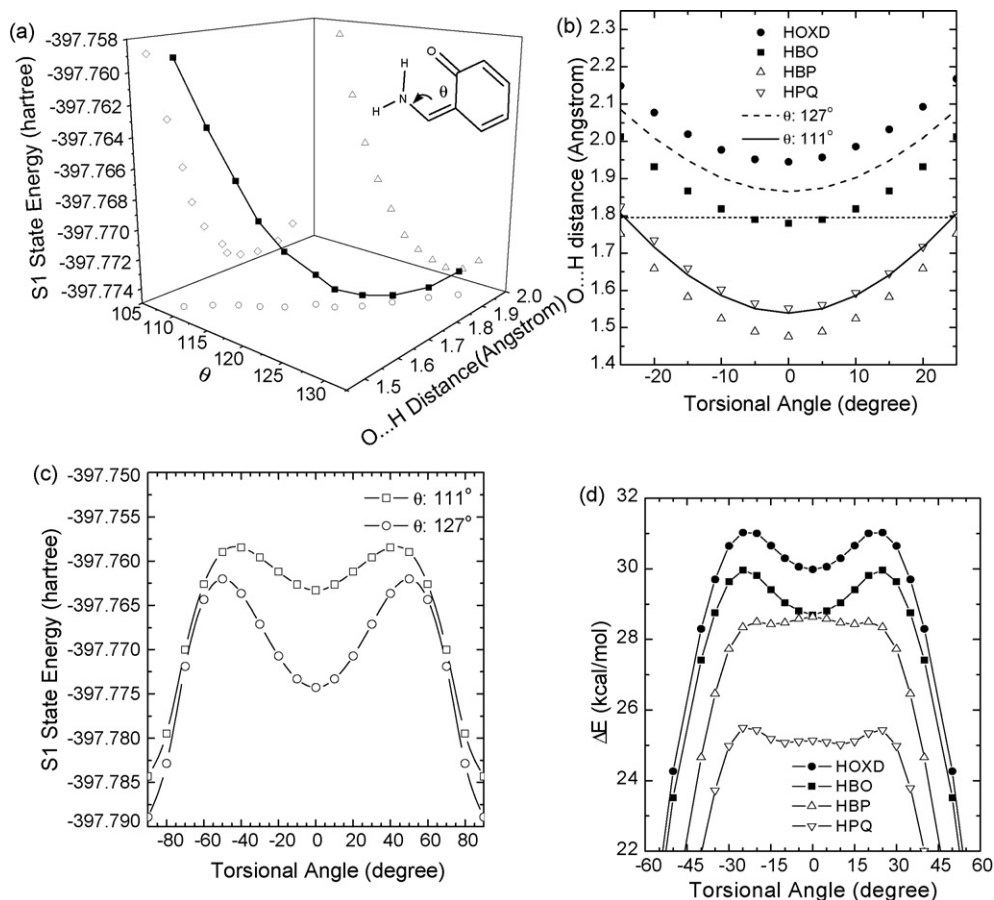 (a)
S1 State Energy (hartree)
-397.758
-397.760
-397.762
-397.764
-397.766
-397.768
-397.770
-397.772
-397.774
105
110
115
120
125
130
θ
1.5
1.6
1.7
1.8
1.9
2.0
O...H Distance(Angstrom)
H
H
N
O
θ
(b)
O...H distance (Angstrom)
2.3
2.2
2.1
2.0
1.9
1.8
1.7
1.6
1.5
1.4
HOXD
HBO
HBP
HPQ
θ: 127°
θ: 111°
-20 -10 0 10 20
Torsional Angle (degree)
(c)
S1 State Energy (hartree)
-397.750
-397.755
-397.760
-397.765
-397.770
-397.775
-397.780
-397.785
-397.790
θ: 111°
θ: 127°
-80 -60 -40 -20 0 20 40 60 80
Torsional Angle (degree)
(d)
ΔE (kcal/mol)
32
31
30
28
26
25
24
22
HOXD
HBO
HBP
HPQ
-60 -45 -30 -15 0 15 30 45 60
Torsional Angle (degree)